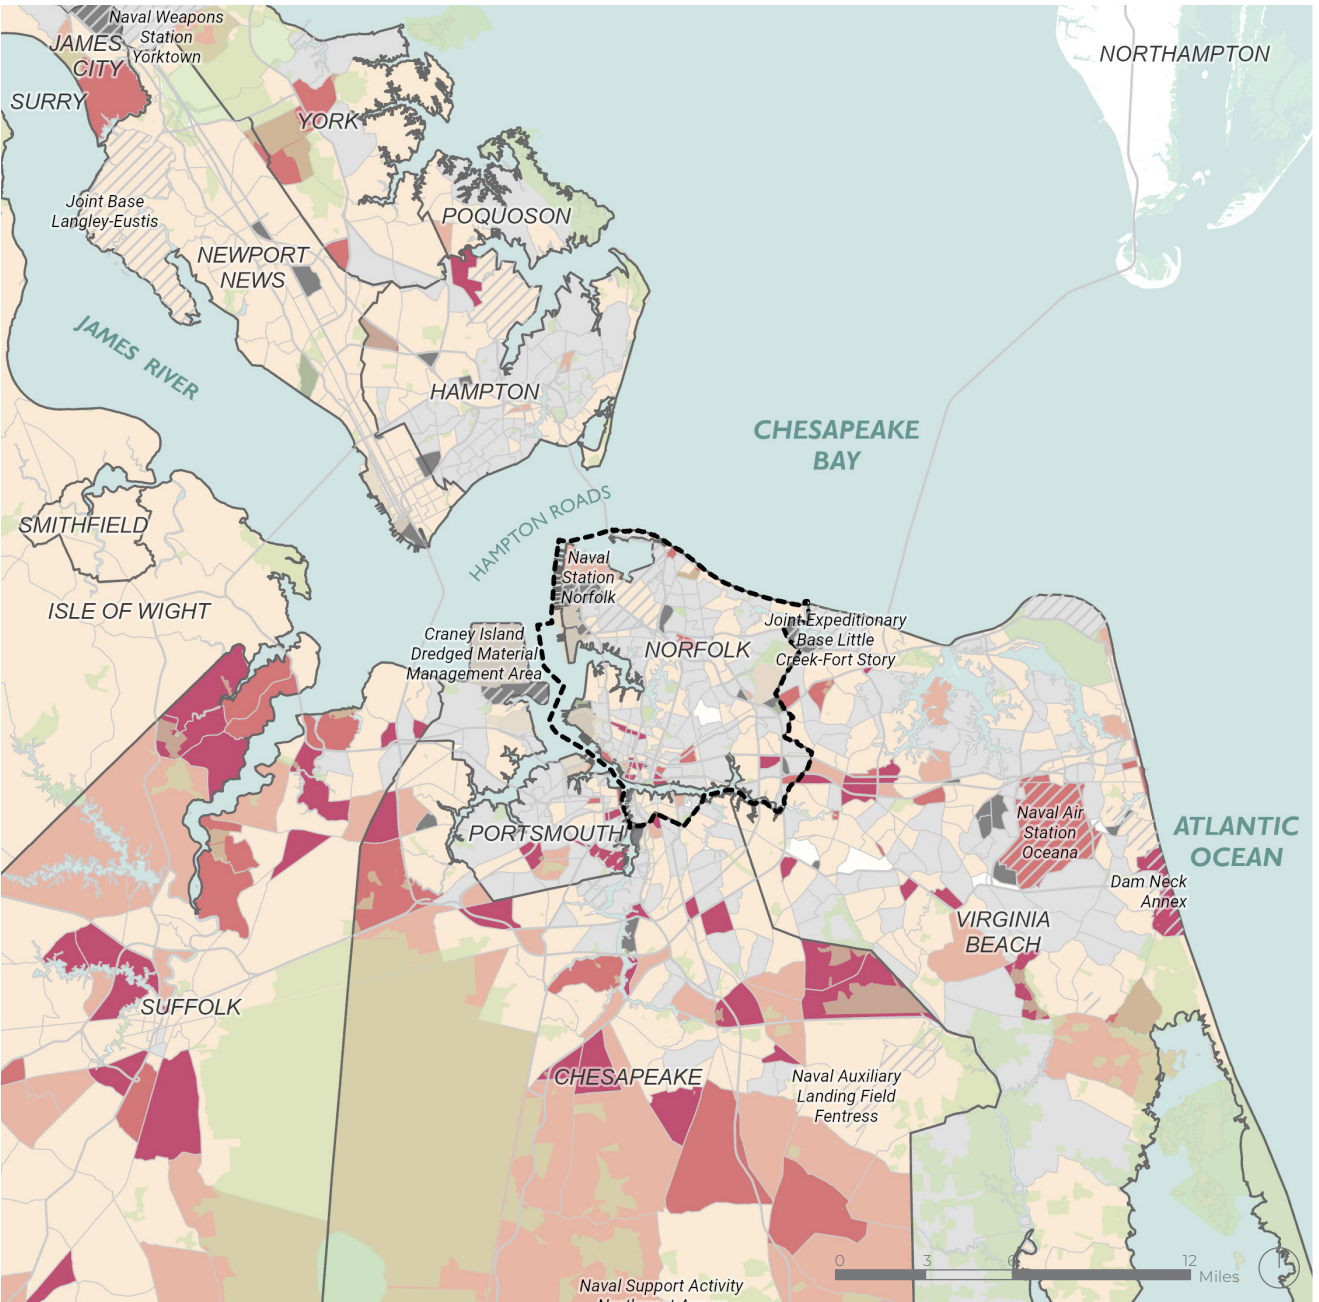 Naval Weapons
Station
Yorktown
JAMES
CITY
SURRY
YORK
NORTHAMPTON
Joint Base
Langley-Eustis
POQUOSON
NEWPORT
NEWS
JAMES RIVER
HAMPTON
CHESAPEAKE
BAY
HAMPTON ROADS
SMITHFIELD
ISLE OF WIGHT
Naval
Station
Norfolk
Craney Island
Dredged Material
Management Area
NORFOLK
Joint Expeditionary
Base Little
Creek-Fort Story
PORTSMOUTH
Naval Air
Station
Oceana
ATLANTIC
OCEAN
Dam Neck
Annex
VIRGINIA
BEACH
SUFFOLK
CHESAPEAKE
Naval Auxiliary
Landing Field
Fentress
0 3 6 12
Miles
Naval Support Activity